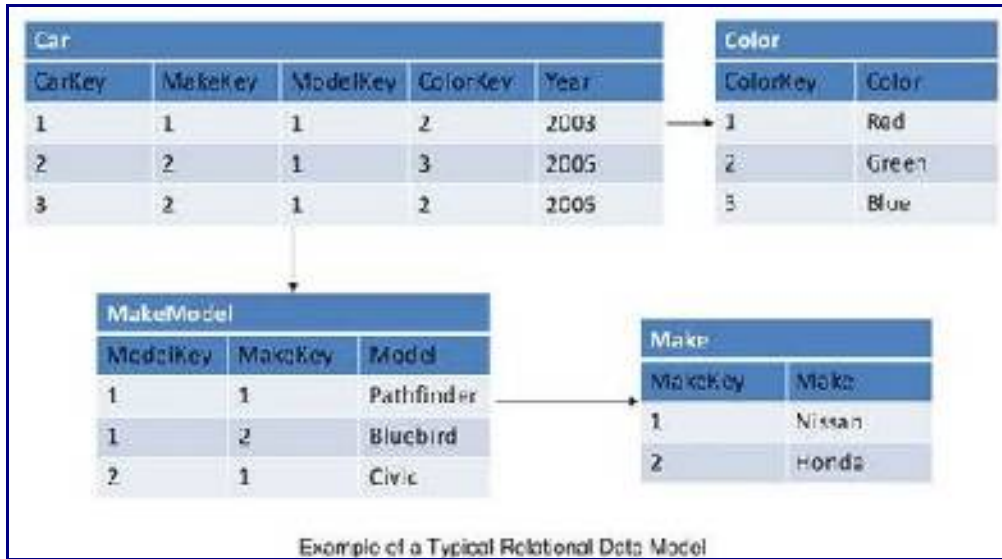 Car
CarKey MakeKey ModelKey ColorKey Year
1 1 1 2 2003
2 2 1 3 2005
3 2 1 2 2005
Color
ColorKey Color
1 Red
2 Green
3 Blue
MakeModel
ModelKey MakeKey Model
1 1 Pathfinder
1 2 Bluebird
2 1 Civic
Make
MakeKey Make
1 Nissan
2 Honda
Example of a Typical Relational Data Model